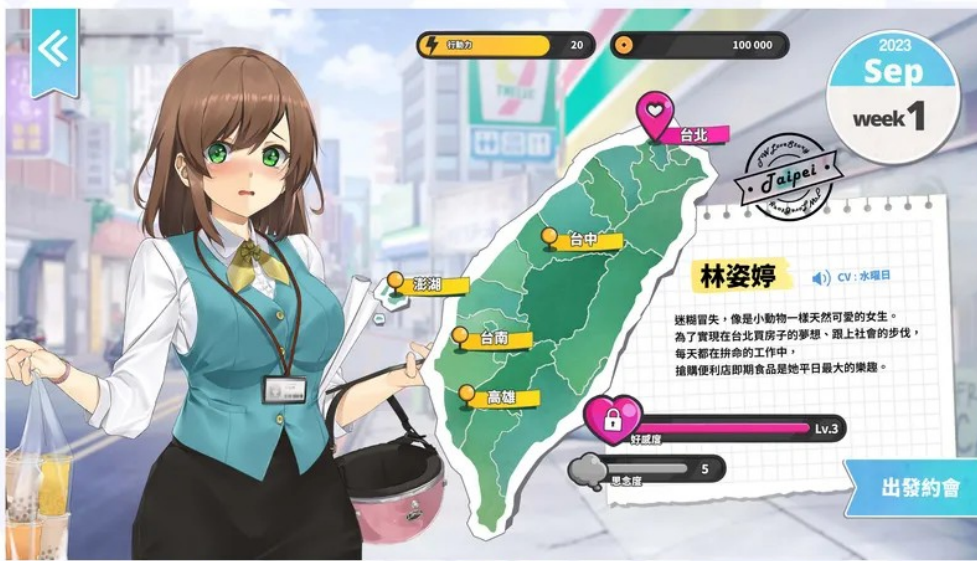 行動力
20
100 000
2023
Sep
week 1
台北
Taipei
台中
澎湖
台南
高雄
林姿婷
CV：水曜日
迷糊冒失，像是小動物一樣天然可愛的女生。
為了實現在台北買房子的夢想、跟上社會的步伐，
每天都在拚命的工作中，
搶購便利店即期食品是她平日最大的樂趣。
Lv.3
好感度
5
思念度
出發約會